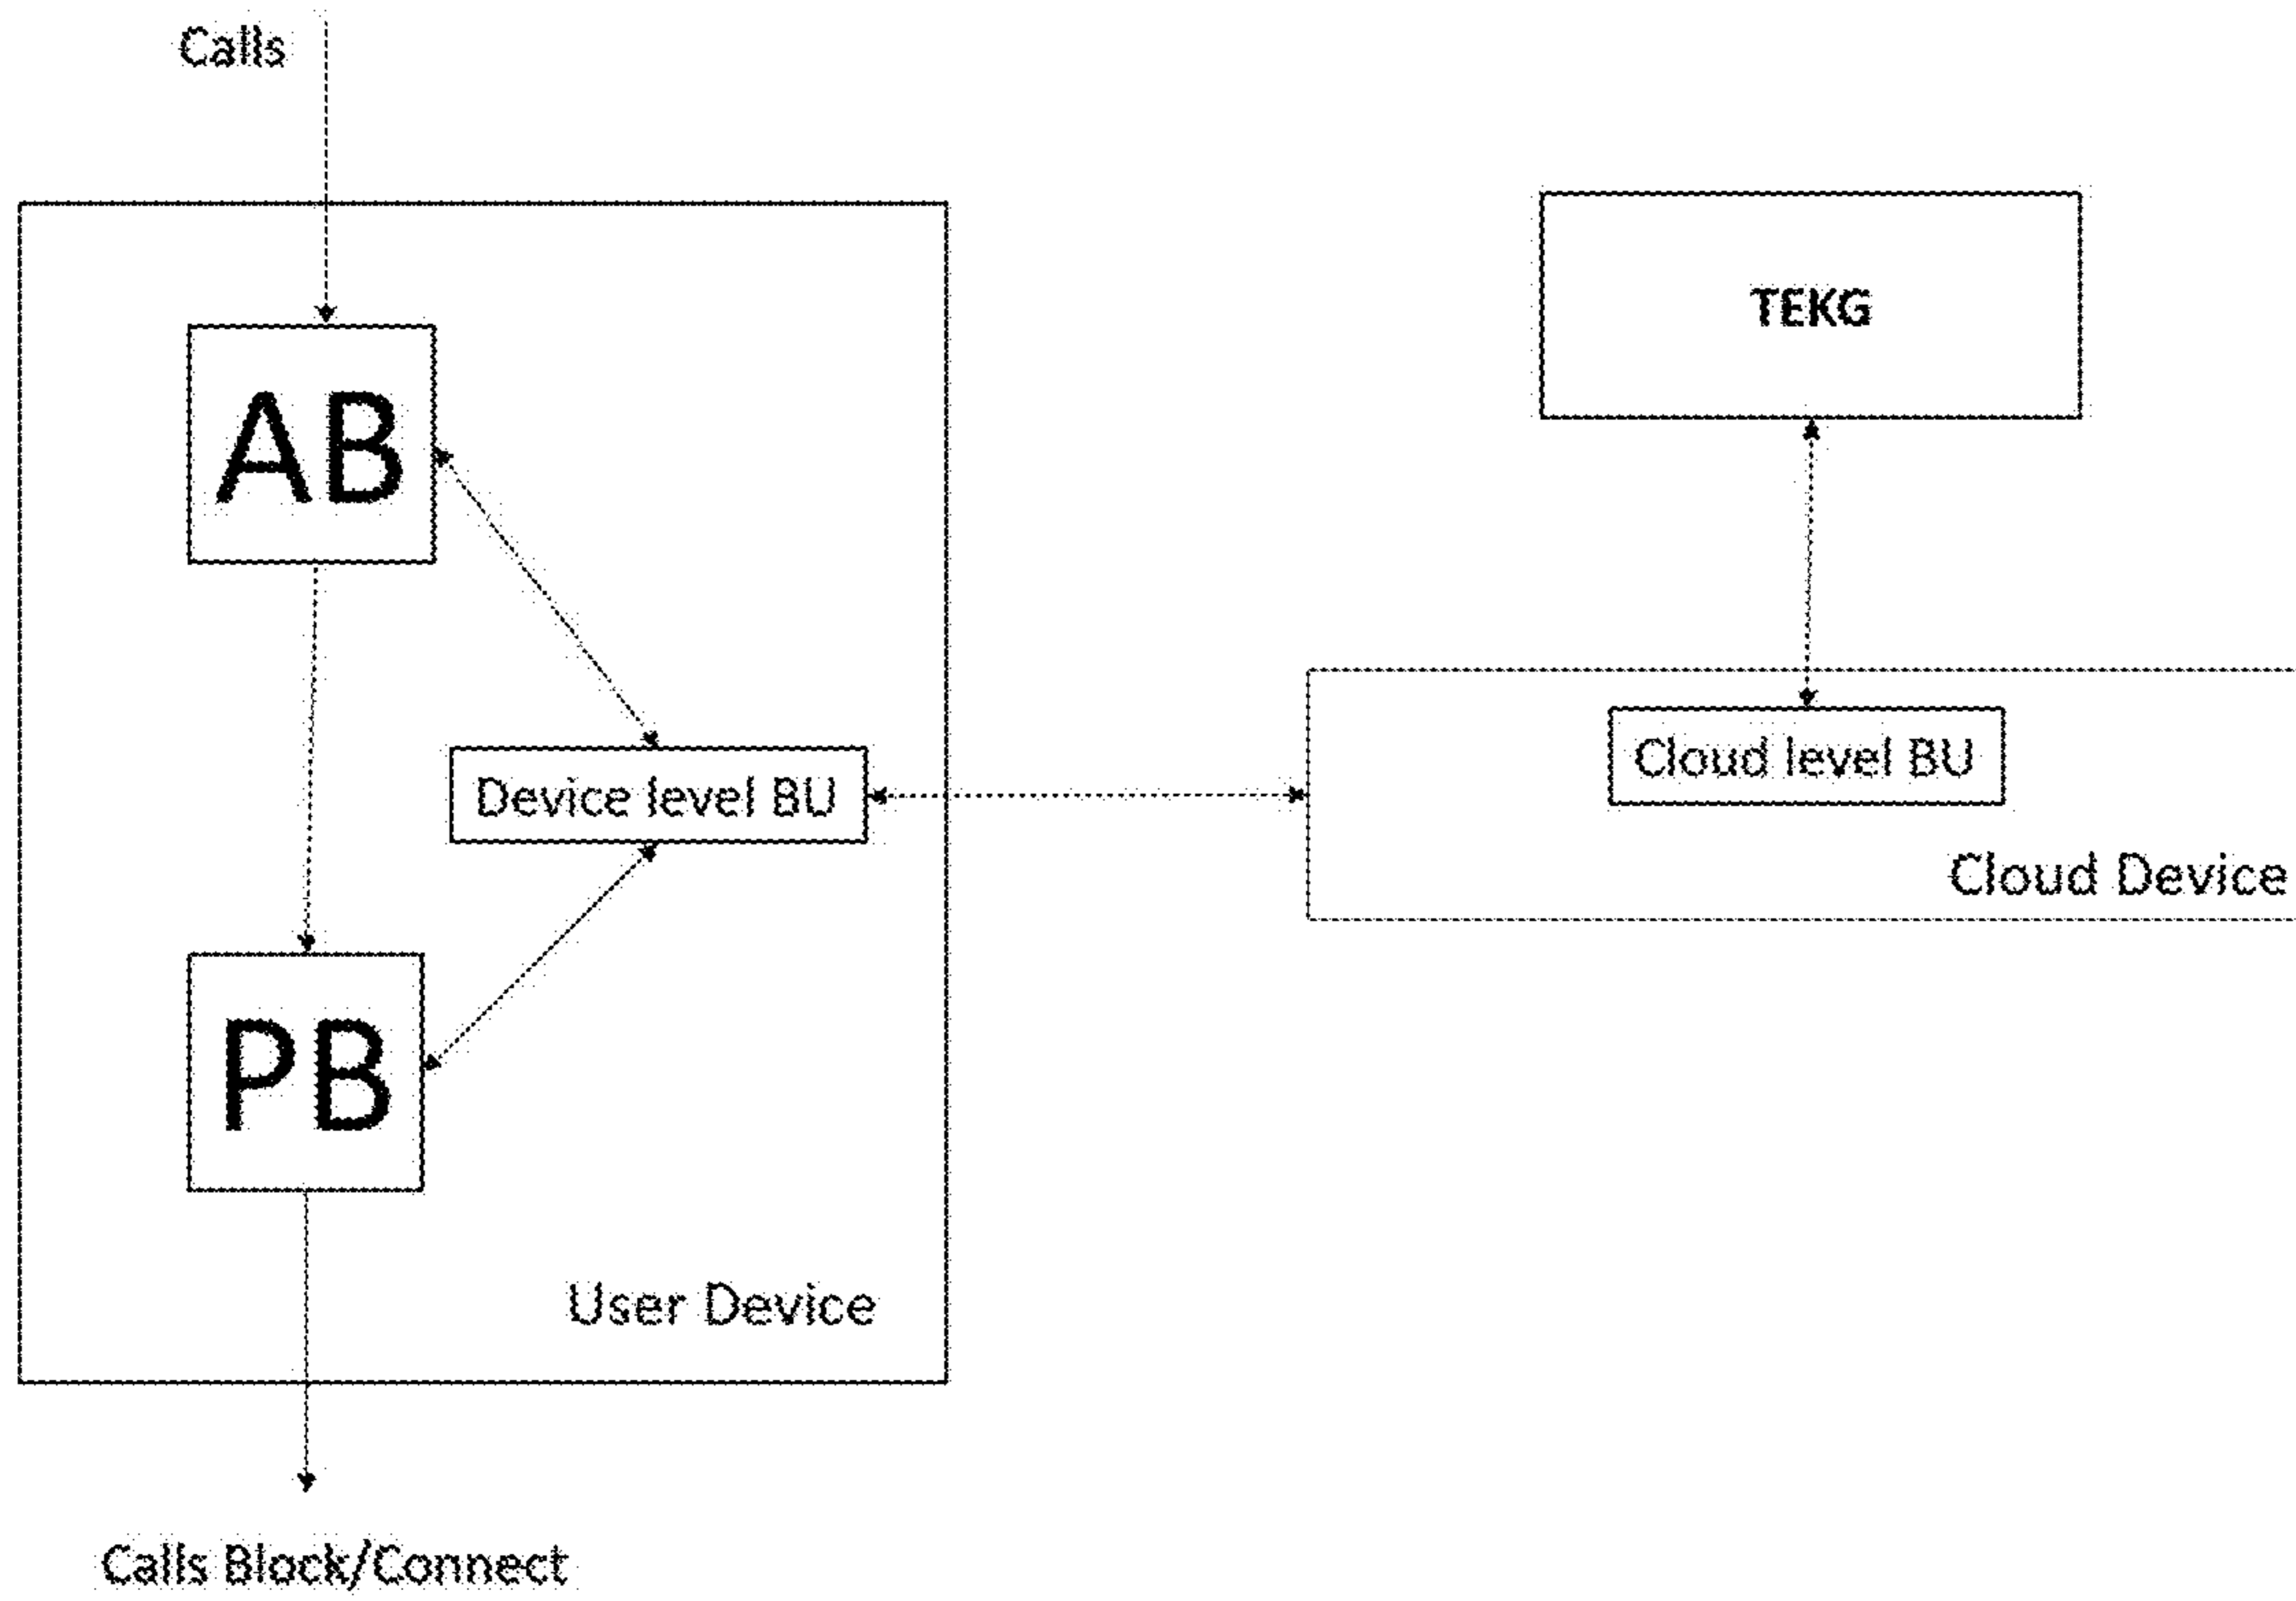 Calls
TEKG
AB
Cloud level BU
Device level BU
Cloud Device
PB
User Device
Calls Block/Connect